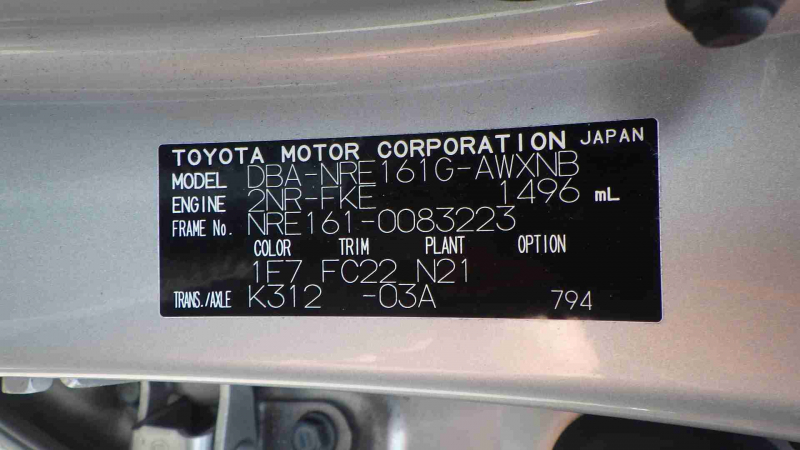 TOYOTA MOTOR CORPORATION JAPAN
MODEL DBA-NRE161G-AWXNB
ENGINE 2NR-FKE 1496 mL
FRAME No. NRE161-0083223
COLOR TRIM PLANT OPTION
1E7 FC22 N21
TRANS./AXLE K312 -03A 794